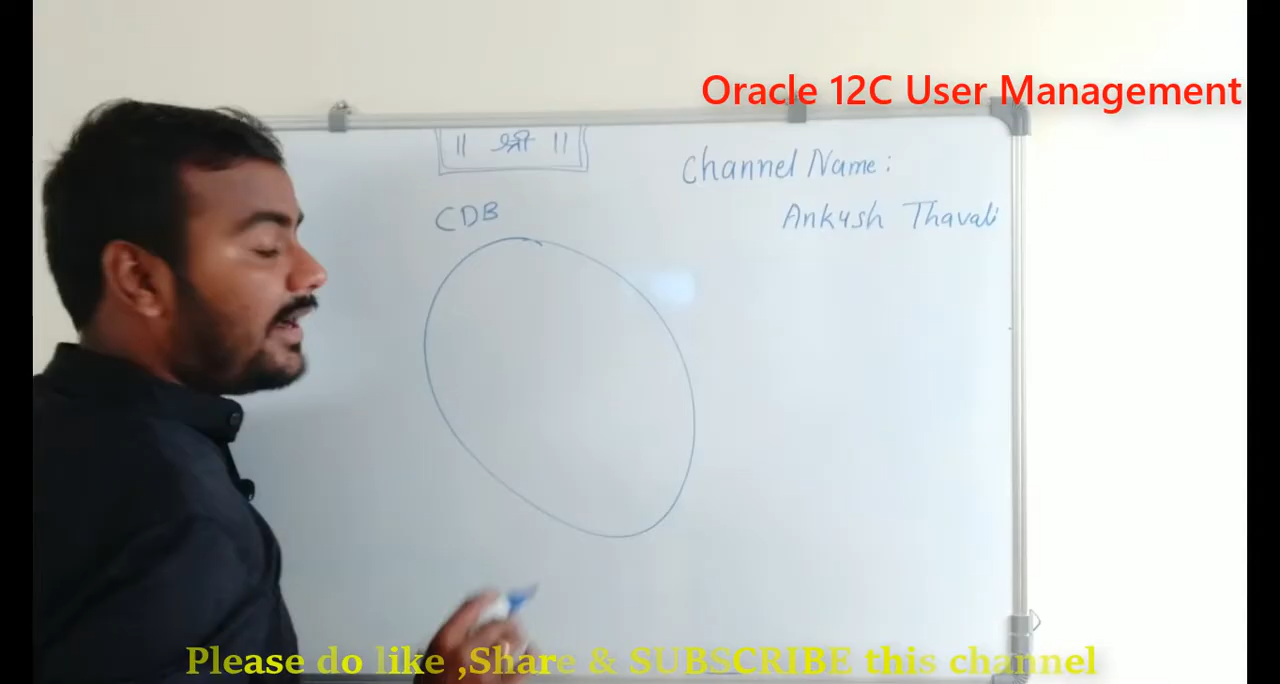 Oracle 12C User Management
|| श्री ||
Channel Name:
Ankush Thavali
CDB
Please do like ,Share & SUBSCRIBE this channel